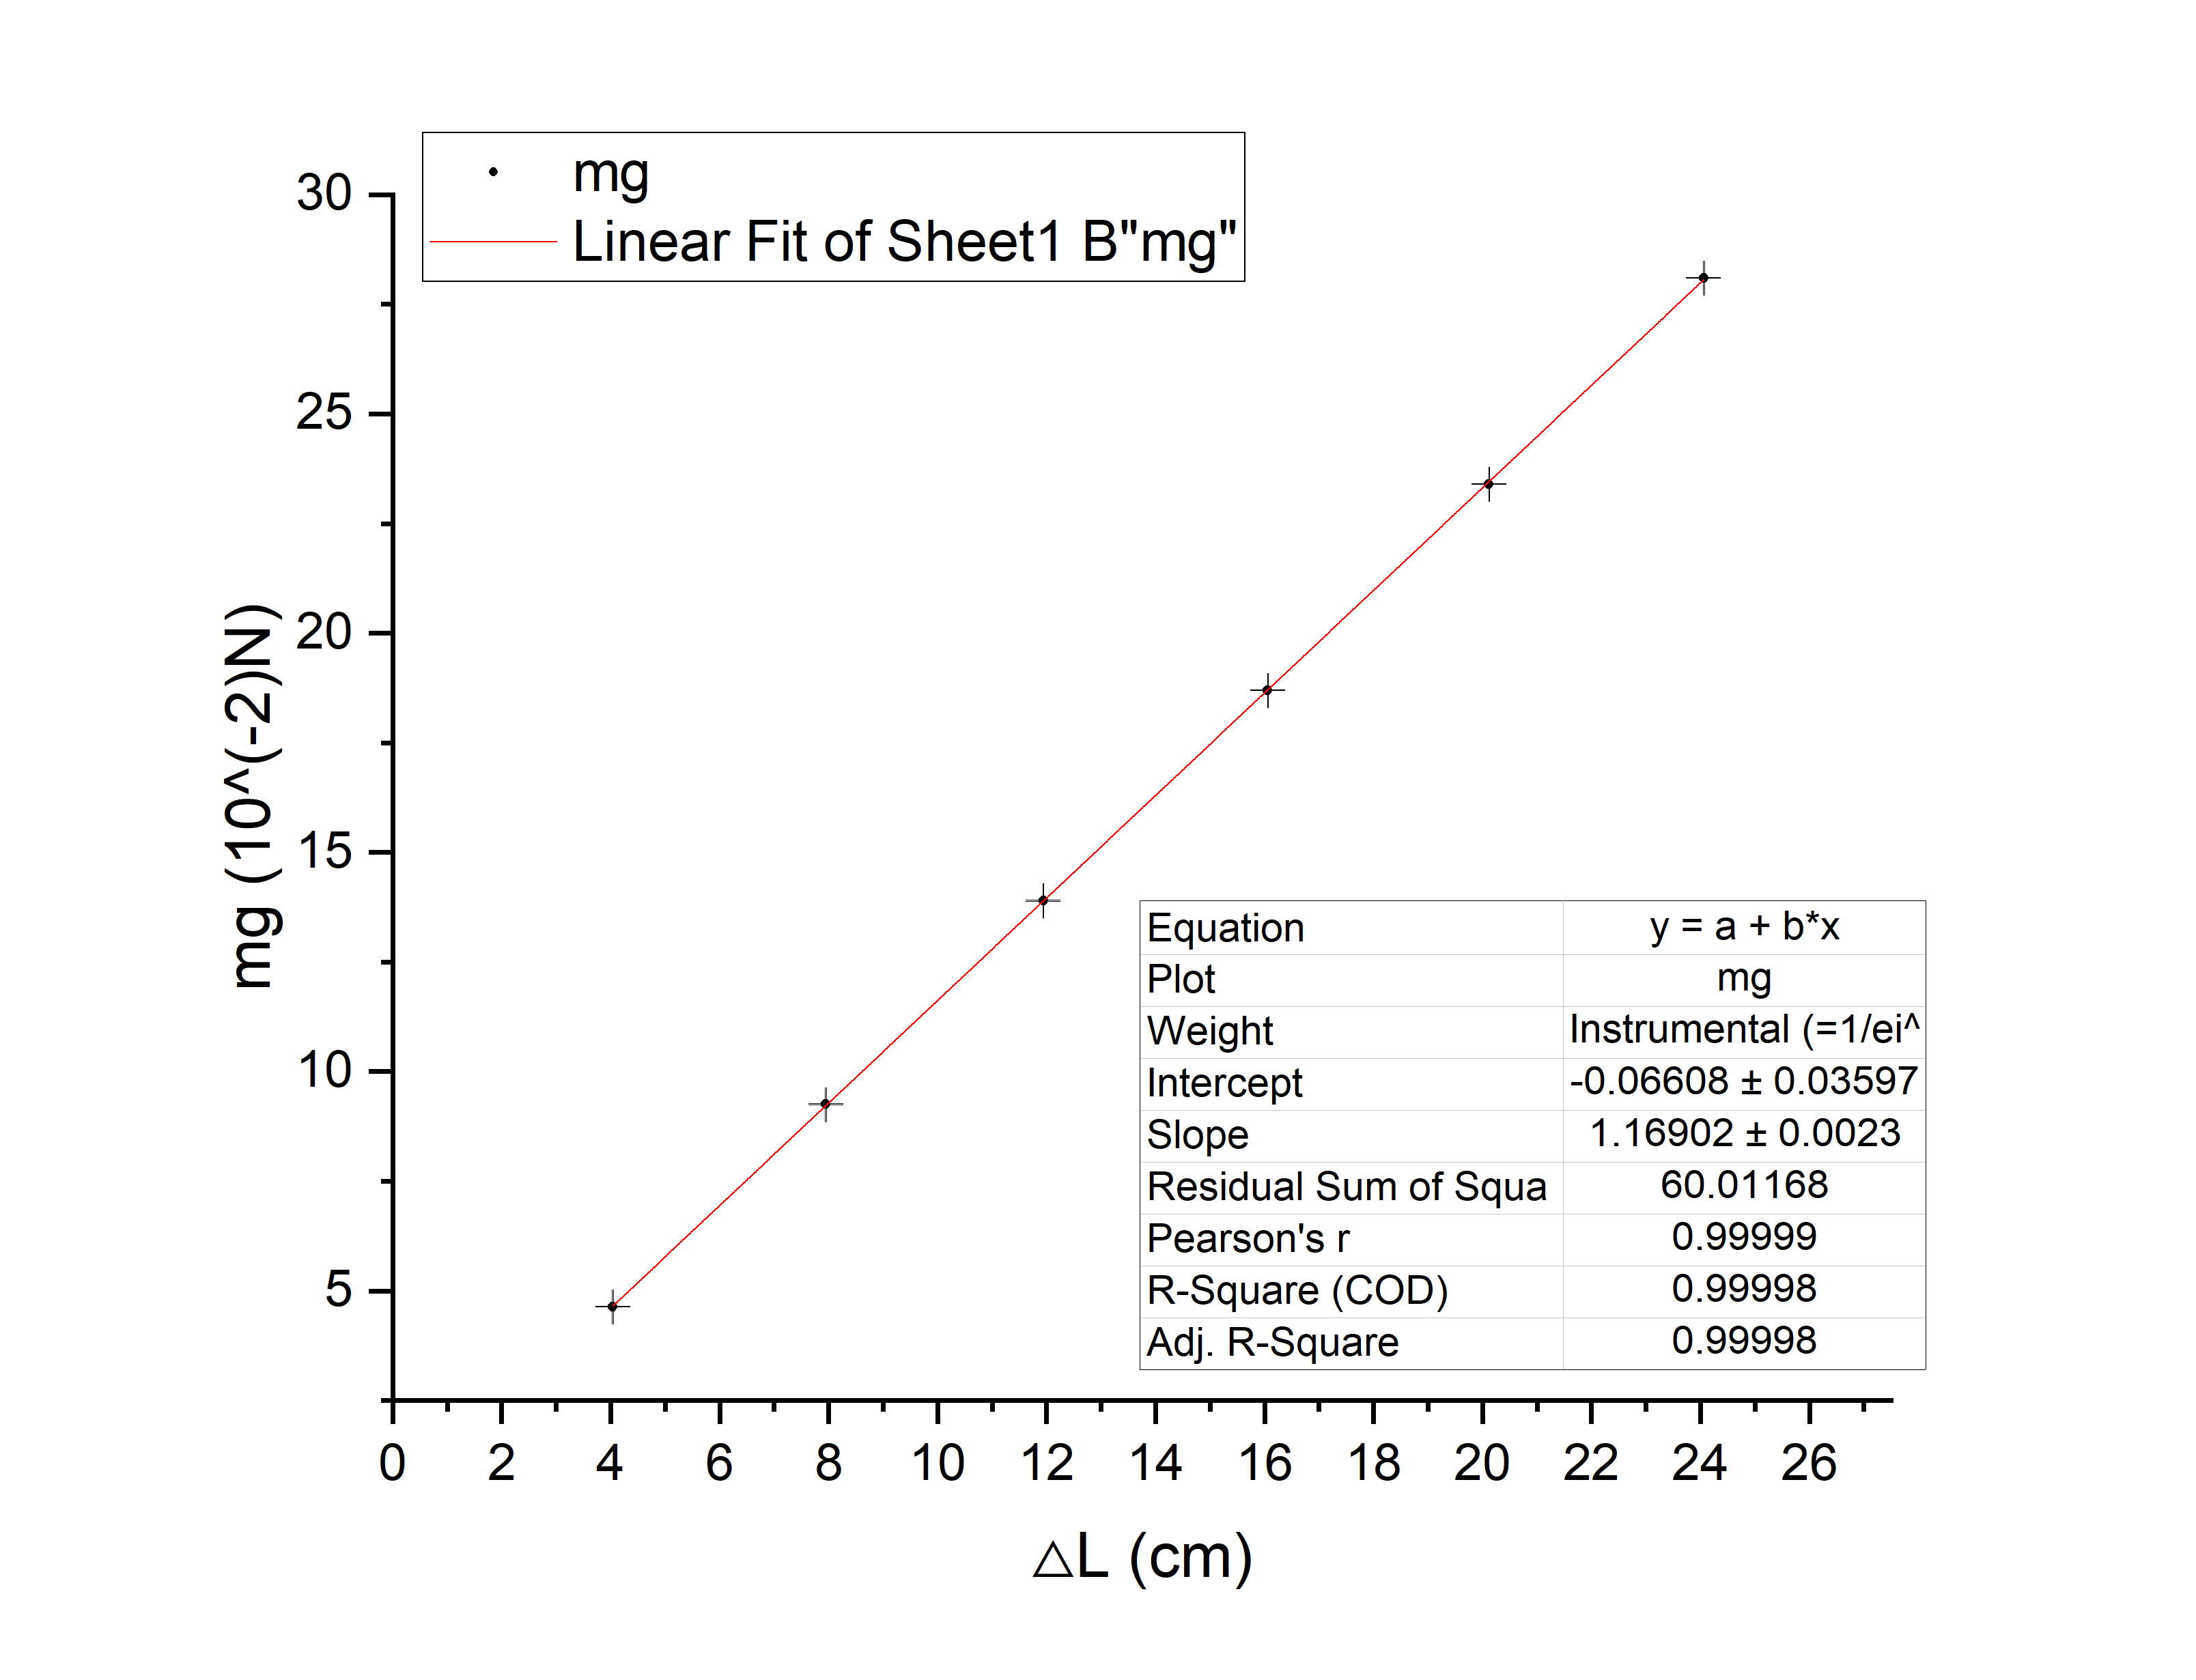 mg
Linear Fit of Sheet1 B"mg"
30
25
20
15
10
5
mg (10^(-2)N)
Equation y = a + b*x
Plot mg
Weight Instrumental (=1/ei^
Intercept -0.06608 ± 0.03597
Slope 1.16902 ± 0.0023
Residual Sum of Squa 60.01168
Pearson's r 0.99999
R-Square (COD) 0.99998
Adj. R-Square 0.99998
0 2 4 6 8 10 12 14 16 18 20 22 24 26
△L (cm)